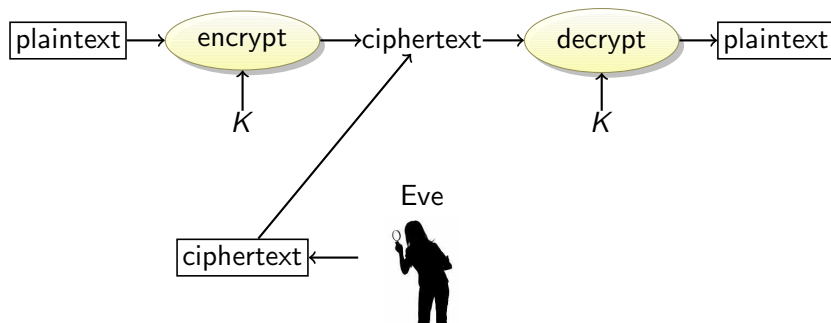 plaintext encrypt ciphertext decrypt plaintext
K K
Eve
ciphertext